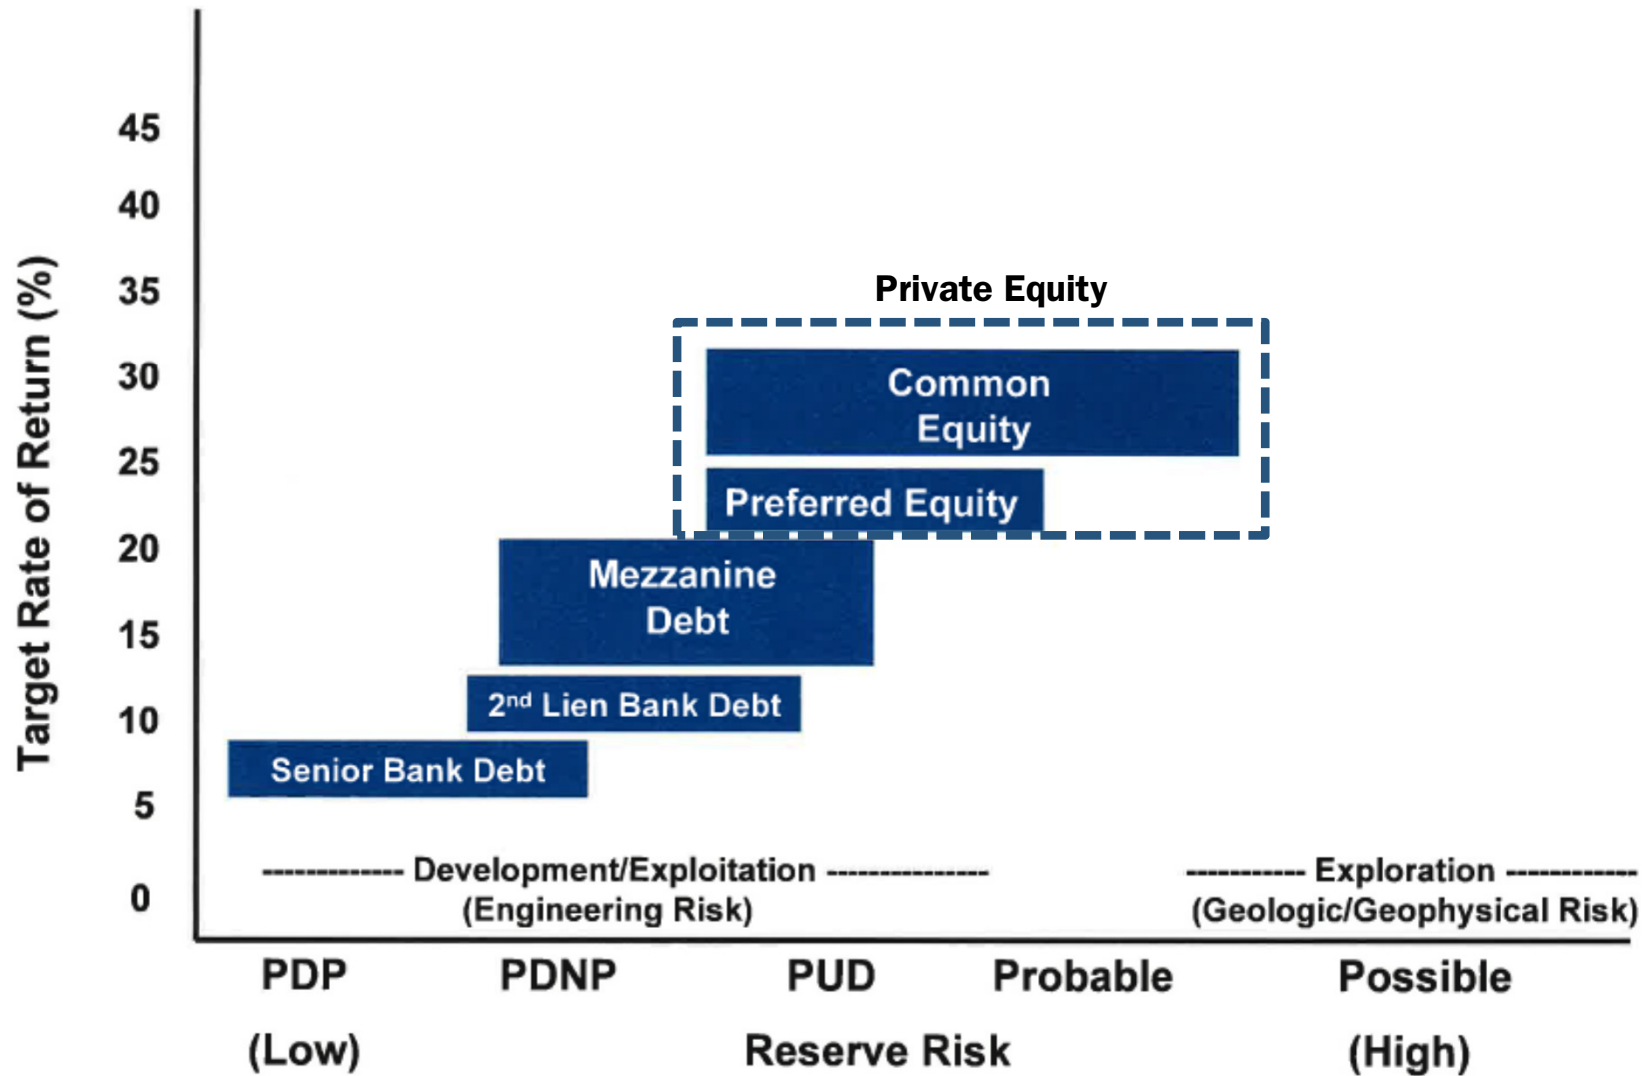 Target Rate of Return (%)
45
40
35
30
25
20
15
10
5
0
Private Equity
Common
Equity
Preferred Equity
Mezzanine
Debt
2nd Lien Bank Debt
Senior Bank Debt
------------- Development/Exploitation ---------------
(Engineering Risk)
----------- Exploration ------------
(Geologic/Geophysical Risk)
PDP PDNP PUD Probable Possible
(Low) Reserve Risk (High)